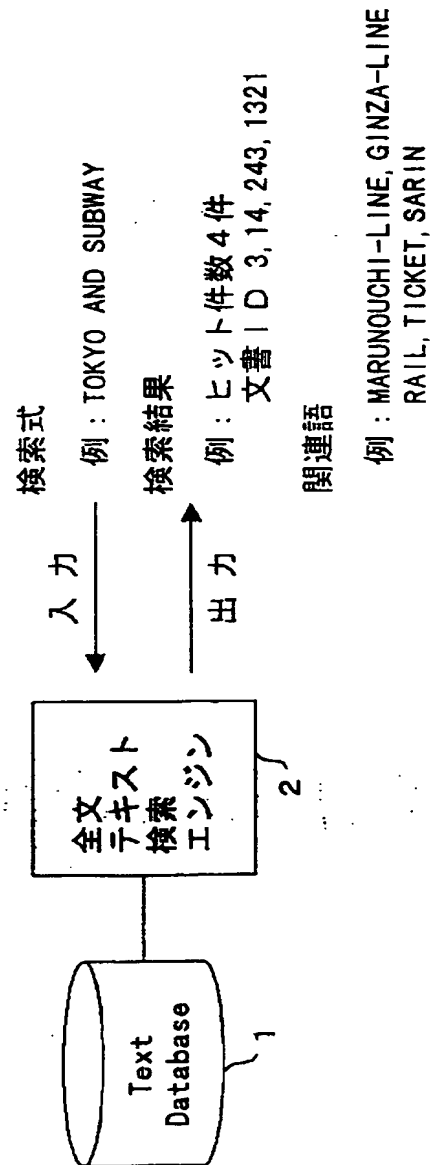 Text
Database
1
全文
テキスト
検索
エンジン
2
入力
出力
検索式
例：TOKYO AND SUBWAY
検索結果
例：ヒット件数4件
文書ID 3,14,243,1321
関連語
例：MARUNOUCHI-LINE,GINZA-LINE
RAIL,TICKET,SARIN